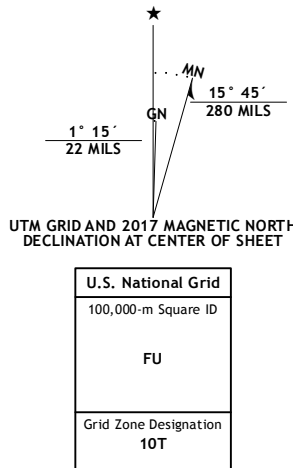 ★
MN
15° 45´
280 MILS
GN
1° 15´
22 MILS
UTM GRID AND 2017 MAGNETIC NORTH
DECLINATION AT CENTER OF SHEET
U.S. National Grid
100,000-m Square ID
FU
Grid Zone Designation
10T